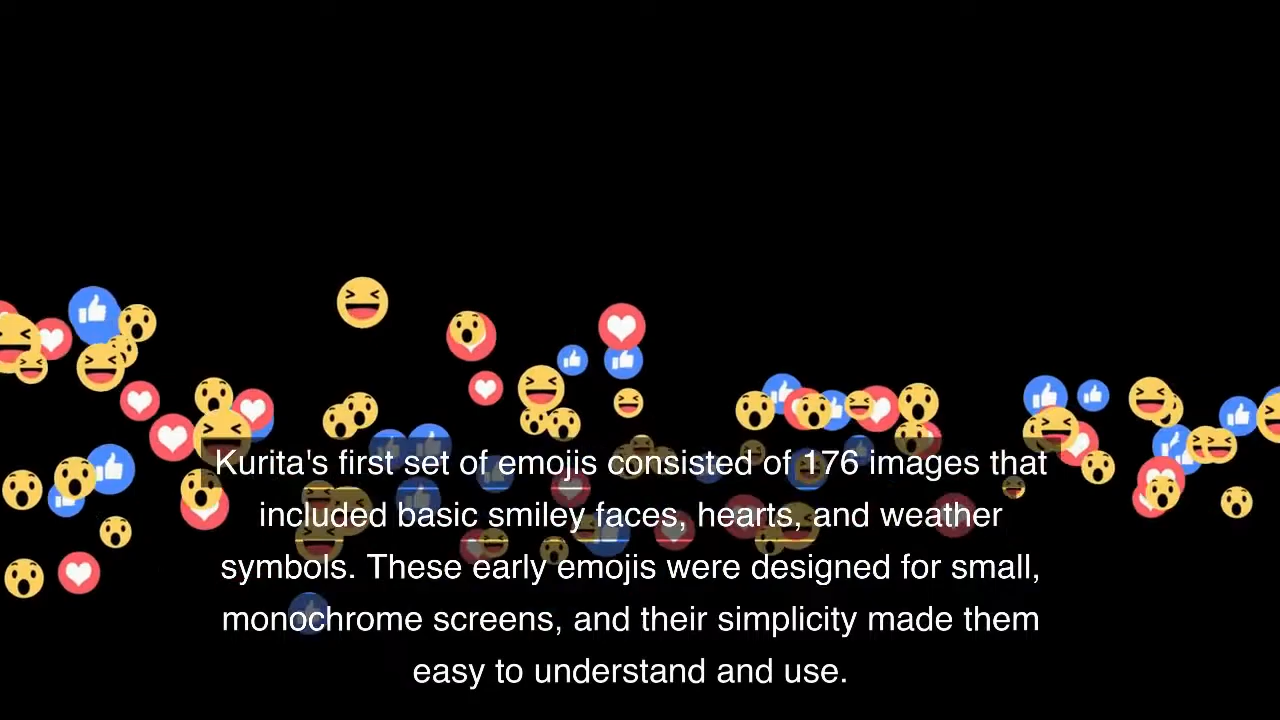 Kurita's first set of emojis consisted of 176 images that
included basic smiley faces, hearts, and weather
symbols. These early emojis were designed for small,
monochrome screens, and their simplicity made them
easy to understand and use.